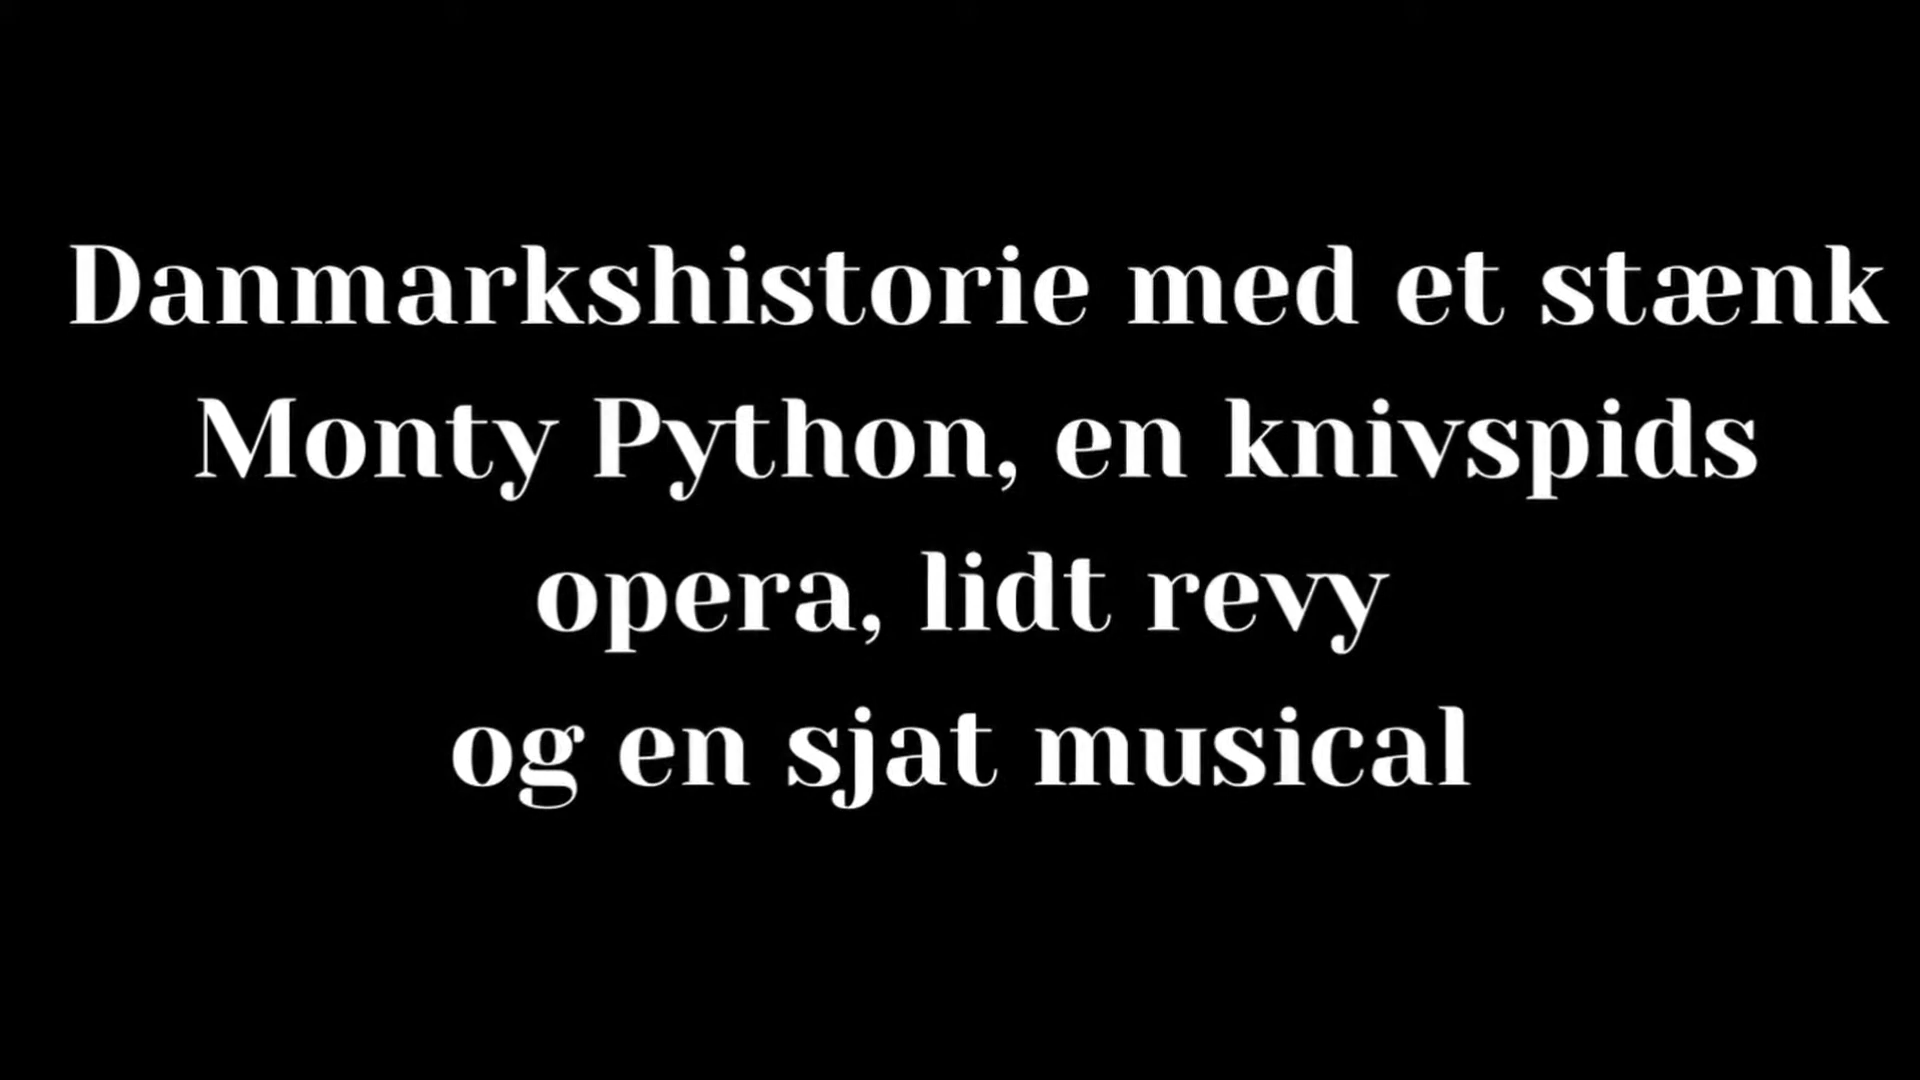 Danmarkshistorie med et stænk
Monty Python, en knivspids
opera, lidt revy
og en sjat musical